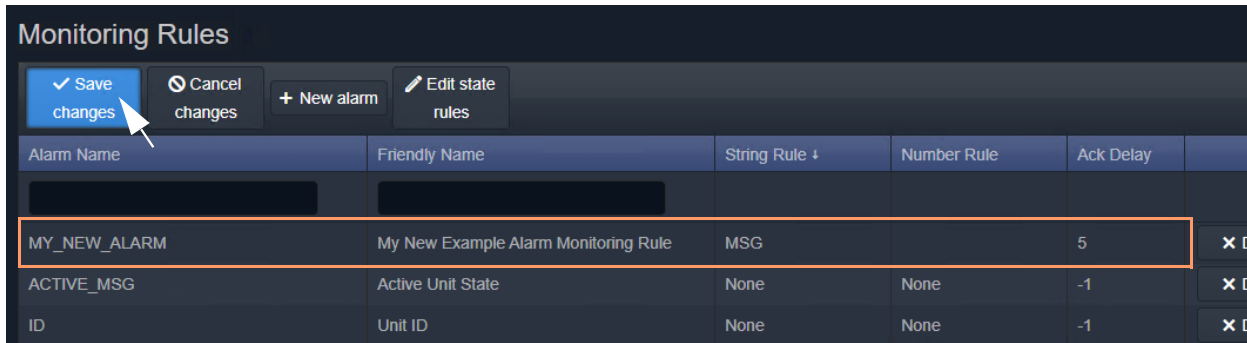 Monitoring Rules
Save changes
Cancel changes
+ New alarm
Edit state rules
Alarm Name Friendly Name String Rule Number Rule Ack Delay
MY_NEW_ALARM My New Example Alarm Monitoring Rule MSG 5
ACTIVE_MSG Active Unit State None None -1
ID Unit ID None None -1